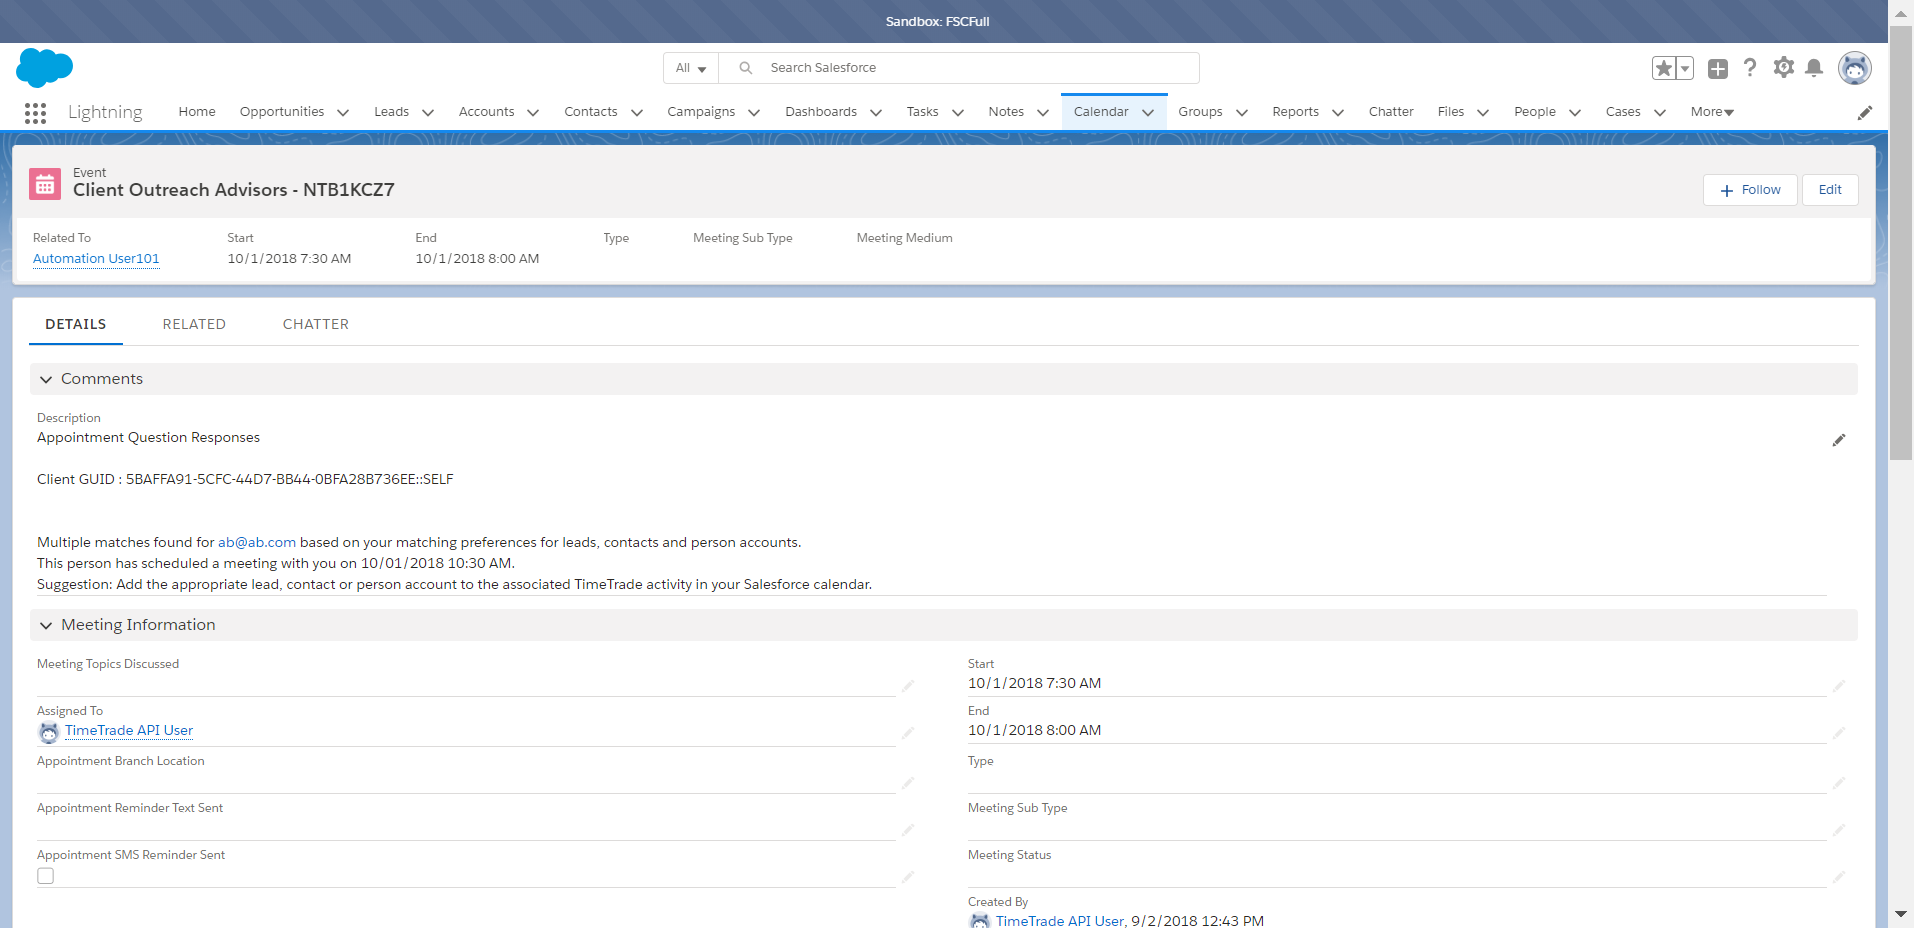 Sandbox: FSCFull
All
Search Salesforce
Lightning
Home
Opportunities
Leads
Accounts
Contacts
Campaigns
Dashboards
Tasks
Notes
Calendar
Groups
Reports
Chatter
Files
People
Cases
More
Event
Client Outreach Advisors - NTB1KCZ7
Follow
Edit
Related To
Start
End
Type
Meeting Sub Type
Meeting Medium
Automation User101
10/1/2018 7:30 AM
10/1/2018 8:00 AM
DETAILS
RELATED
CHATTER
Comments
Description
Appointment Question Responses
Client GUID : 5BAFFA91-5CFC-44D7-BB44-0BFA28B736EE::SELF
Multiple matches found for ab@ab.com based on your matching preferences for leads, contacts and person accounts.
This person has scheduled a meeting with you on 10/01/2018 10:30 AM.
Suggestion: Add the appropriate lead, contact or person account to the associated TimeTrade activity in your Salesforce calendar.
Meeting Information
Meeting Topics Discussed
Start
10/1/2018 7:30 AM
Assigned To
TimeTrade API User
End
10/1/2018 8:00 AM
Appointment Branch Location
Type
Appointment Reminder Text Sent
Meeting Sub Type
Appointment SMS Reminder Sent
Meeting Status
Created By
TimeTrade API User, 9/2/2018 12:43 PM